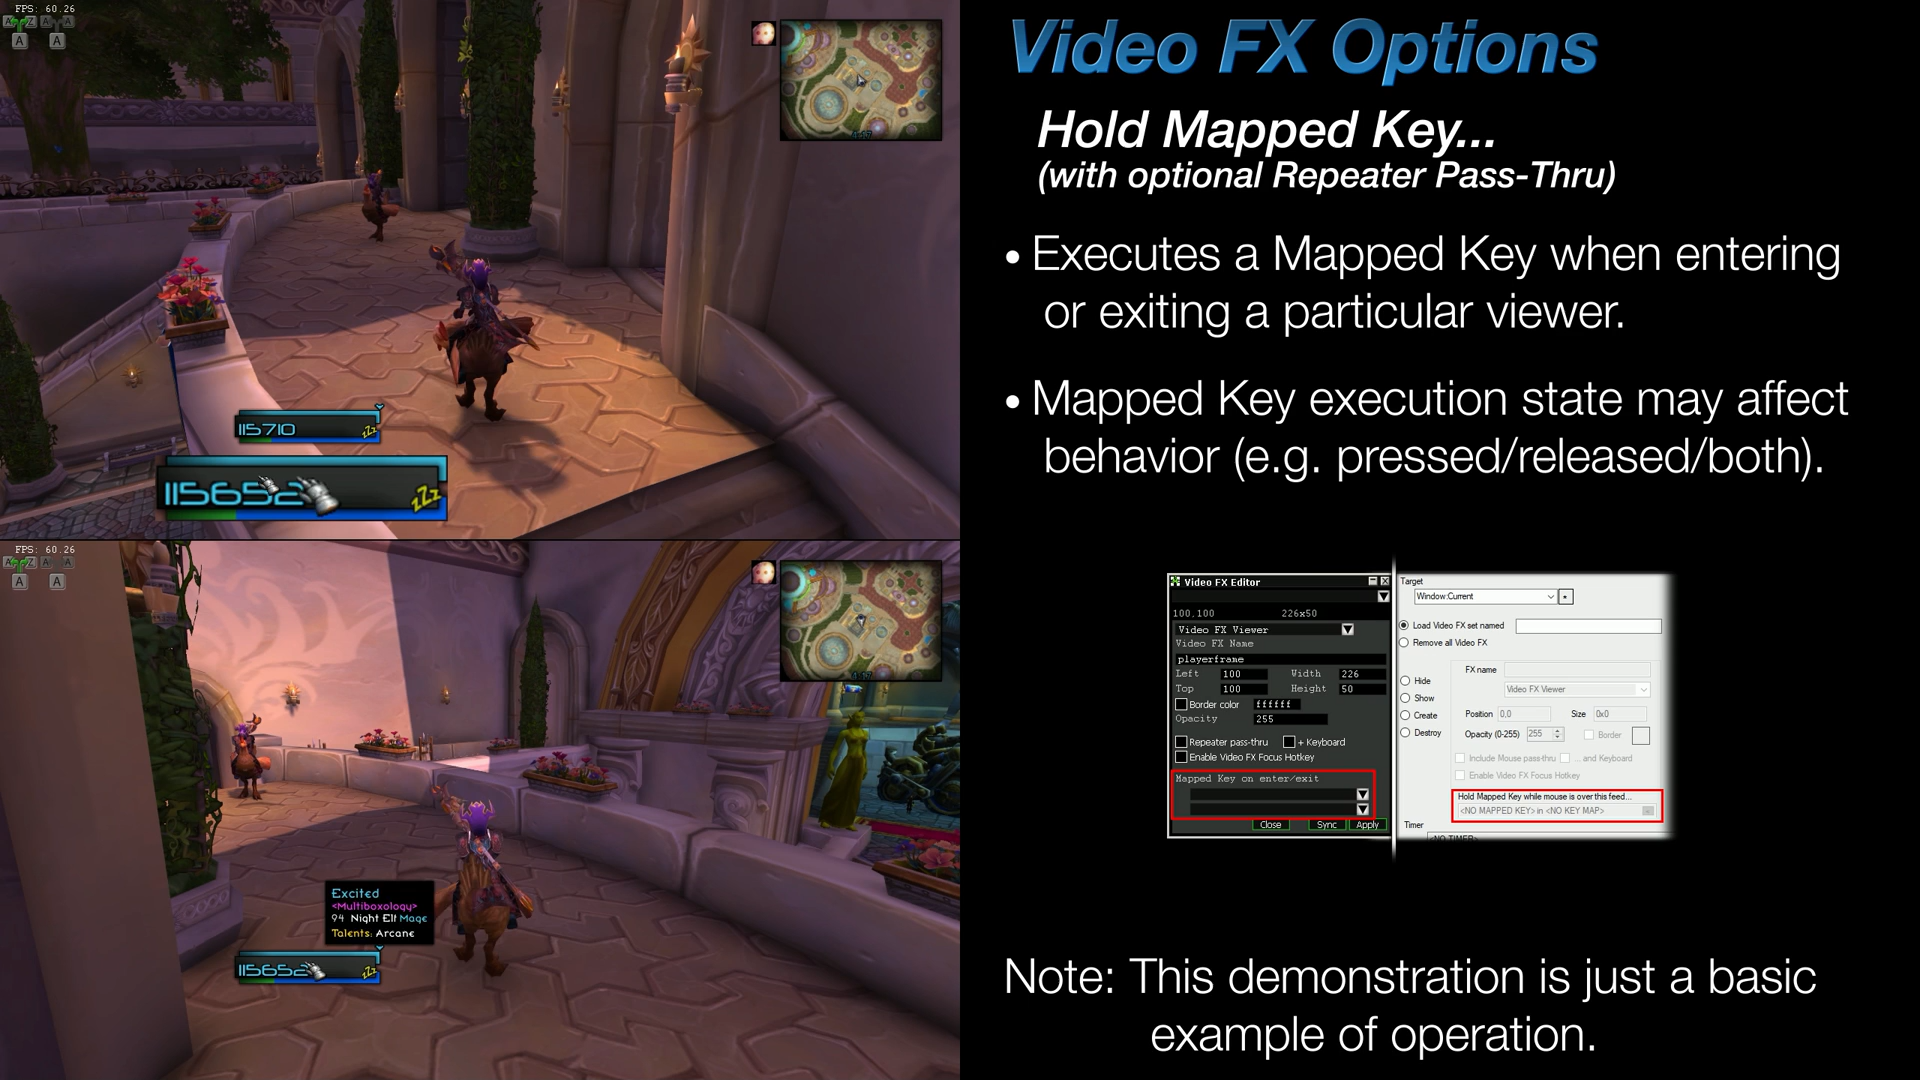 FPS: 60.26
A Z A A
A A
115710
115652
zZz
FPS: 60.26
A Z A A
A A
Excited
<Multiboxology>
94 Night Elf Mage
Talents: Arcane
115652
Video FX Options
Hold Mapped Key...
(with optional Repeater Pass-Thru)
• Executes a Mapped Key when entering
or exiting a particular viewer.
• Mapped Key execution state may affect
behavior (e.g. pressed/released/both).
Video FX Editor
100,100 226x50
Video FX Viewer
Video FX Name
playerframe
Left 100 Width 226
Top 100 Height 50
Border color ffffff
Opacity 255
Repeater pass-thru + Keyboard
Enable Video FX Focus Hotkey
Mapped Key on enter/exit
Close Sync Apply
Target
Window:Current
Load Video FX set named
Remove all Video FX
FX name
Hide
Video FX Viewer
Show
Create
Position 0,0 Size 0x0
Destroy
Opacity (0-255) 255 Border
Include Mouse pass-thru ... and Keyboard
Enable Video FX Focus Hotkey
Hold Mapped Key while mouse is over this feed...
<NO MAPPED KEY> in <NO KEY MAP>
Timer
<NO TIMER>
Note: This demonstration is just a basic
example of operation.